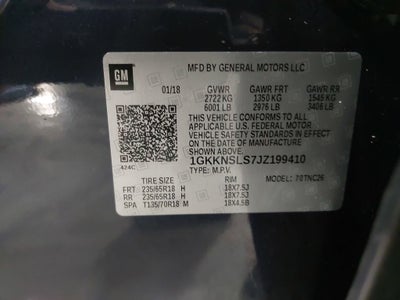 GM
MFD BY GENERAL MOTORS LLC
01/18 GVWR GAWR FRT GAWR RR
2722 KG 1350 KG 1545 KG
6001 LB 2976 LB 3406 LB
THIS VEHICLE CONFORMS TO ALL
APPLICABLE U.S. FEDERAL MOTOR
VEHICLE SAFETY STANDARDS IN EFFECT ON
THE DATE OF MANUFACTURE SHOWN ABOVE.
424C
1GKKNSLS7JZ199410
TYPE: M.P.V. MODEL: 70TNC26
TIRE SIZE RIM
FRT 235/65R18 H 18X7.5J
RR 235/65R18 H 18X7.5J
SPA T135/70R18 M 18X4.5B